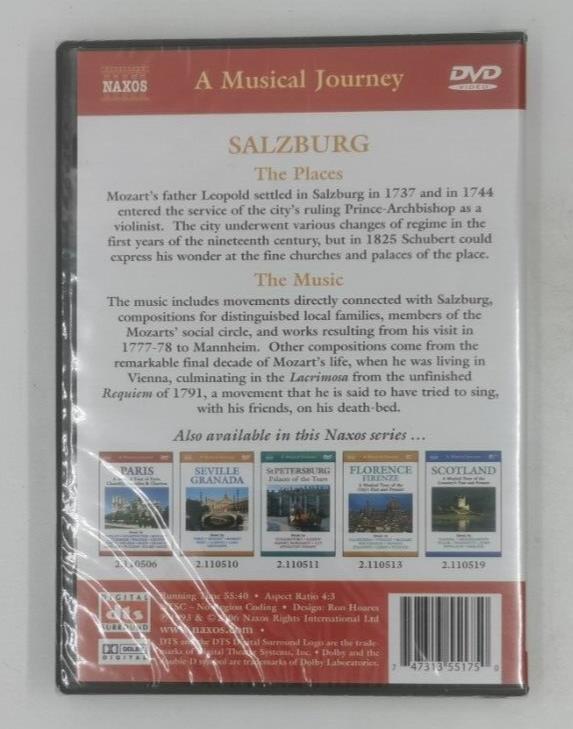 NAXOS
A Musical Journey
DVD
VIDEO
SALZBURG
The Places
Mozart's father Leopold settled in Salzburg in 1737 and in 1744
entered the service of the city's ruling Prince-Archbishop as a
violinist. The city underwent various changes of regime in the
first years of the nineteenth century, but in 1825 Schubert could
express his wonder at the fine churches and palaces of the place.
The Music
The music includes movements directly connected with Salzburg,
compositions for distinguished local families, members of the
Mozarts' social circle, and works resulting from his visit in
1777-78 to Mannheim. Other compositions come from the
remarkable final decade of Mozart's life, when he was living in
Vienna, culminating in the Lacrimosa from the unfinished
Requiem of 1791, a movement that he is said to have tried to sing,
with his friends, on his death-bed.
Also available in this Naxos series ...
PARIS
SEVILLE
GRANADA
St PETERSBURG
Palaces of the Tsars
FLORENCE
FIRENZE
SCOTLAND
2.110506 2.110510 2.110511 2.110513 2.110519
DIGITAL
dts
SURROUND
DOLBY
DIGITAL
Running Time 55:40 • Aspect Ratio 4:3
NTSC – No Region Coding • Design: Ron Hoares
℗ 1993 & © 2006 Naxos Rights International Ltd
www.naxos.com •
DTS and the DTS Digital Surround Logo are the trade-
marks of Digital Theater Systems, Inc. • Dolby and the
double-D symbol are trademarks of Dolby Laboratories.
7 47313 55175 0